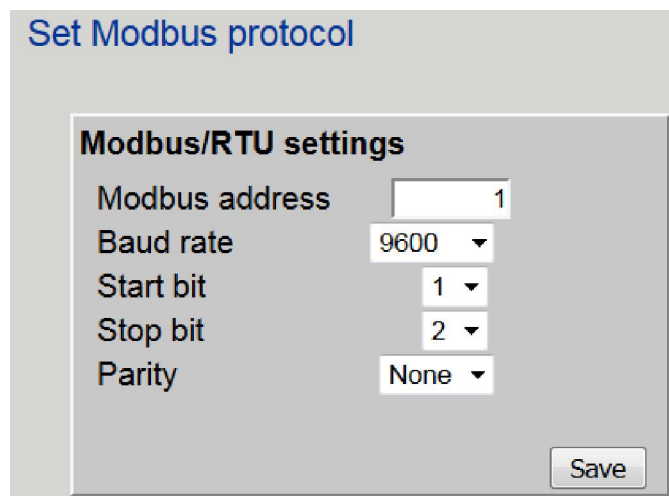 Set Modbus protocol
Modbus/RTU settings
Modbus address 1
Baud rate 9600
Start bit 1
Stop bit 2
Parity None
Save